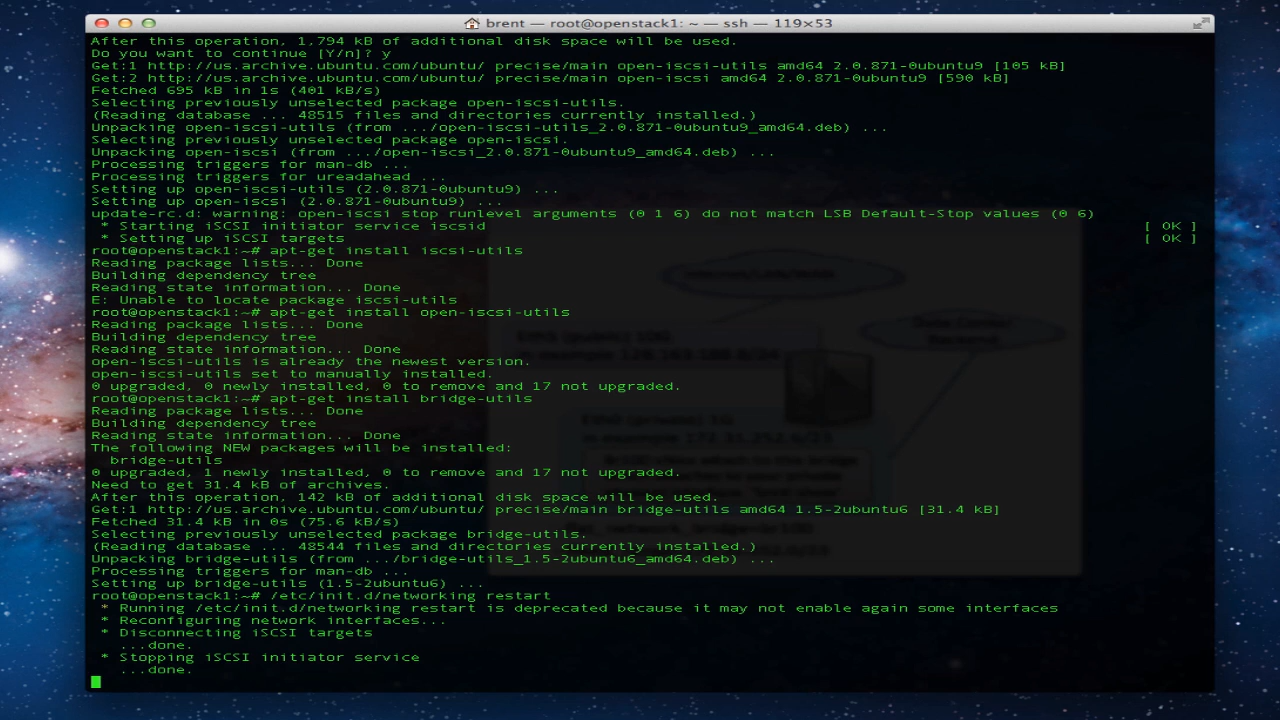 brent — root@openstack1: ~ — ssh — 119×53
After this operation, 1,794 kB of additional disk space will be used.
Do you want to continue [Y/n]? y
Get:1 http://us.archive.ubuntu.com/ubuntu/ precise/main open-iscsi-utils amd64 2.0.871-0ubuntu9 [105 kB]
Get:2 http://us.archive.ubuntu.com/ubuntu/ precise/main open-iscsi amd64 2.0.871-0ubuntu9 [590 kB]
Fetched 695 kB in 1s (401 kB/s)
Selecting previously unselected package open-iscsi-utils.
(Reading database ... 48515 files and directories currently installed.)
Unpacking open-iscsi-utils (from .../open-iscsi-utils_2.0.871-0ubuntu9_amd64.deb) ...
Selecting previously unselected package open-iscsi.
Unpacking open-iscsi (from .../open-iscsi_2.0.871-0ubuntu9_amd64.deb) ...
Processing triggers for man-db ...
Processing triggers for ureadahead ...
Setting up open-iscsi-utils (2.0.871-0ubuntu9) ...
Setting up open-iscsi (2.0.871-0ubuntu9) ...
update-rc.d: warning: open-iscsi stop runlevel arguments (0 1 6) do not match LSB Default-Stop values (0 6)
* Starting iSCSI initiator service iscsid [ OK ]
* Setting up iSCSI targets [ OK ]
root@openstack1:~# apt-get install iscsi-utils
Reading package lists... Done
Building dependency tree
Reading state information... Done
E: Unable to locate package iscsi-utils
root@openstack1:~# apt-get install open-iscsi-utils
Reading package lists... Done
Building dependency tree
Reading state information... Done
open-iscsi-utils is already the newest version.
open-iscsi-utils set to manually installed.
0 upgraded, 0 newly installed, 0 to remove and 17 not upgraded.
root@openstack1:~# apt-get install bridge-utils
Reading package lists... Done
Building dependency tree
Reading state information... Done
The following NEW packages will be installed:
bridge-utils
0 upgraded, 1 newly installed, 0 to remove and 17 not upgraded.
Need to get 31.4 kB of archives.
After this operation, 142 kB of additional disk space will be used.
Get:1 http://us.archive.ubuntu.com/ubuntu/ precise/main bridge-utils amd64 1.5-2ubuntu6 [31.4 kB]
Fetched 31.4 kB in 0s (75.6 kB/s)
Selecting previously unselected package bridge-utils.
(Reading database ... 48544 files and directories currently installed.)
Unpacking bridge-utils (from .../bridge-utils_1.5-2ubuntu6_amd64.deb) ...
Processing triggers for man-db ...
Setting up bridge-utils (1.5-2ubuntu6) ...
root@openstack1:~# /etc/init.d/networking restart
* Running /etc/init.d/networking restart is deprecated because it may not enable again some interfaces
* Reconfiguring network interfaces...
* Disconnecting iSCSI targets
...done.
* Stopping iSCSI initiator service
...done.